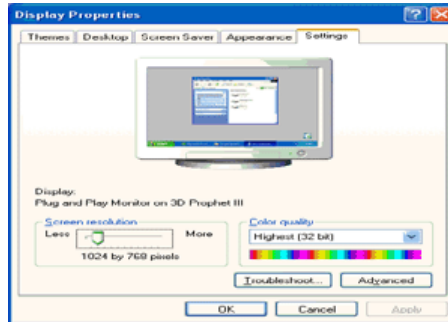 Display Properties
Themes Desktop Screen Saver Appearance Settings
Display:
Plug and Play Monitor on 3D Prophet III
Screen resolution
Less More
1024 by 768 pixels
Color quality
Highest (32 bit)
Troubleshoot... Advanced
OK Cancel Apply